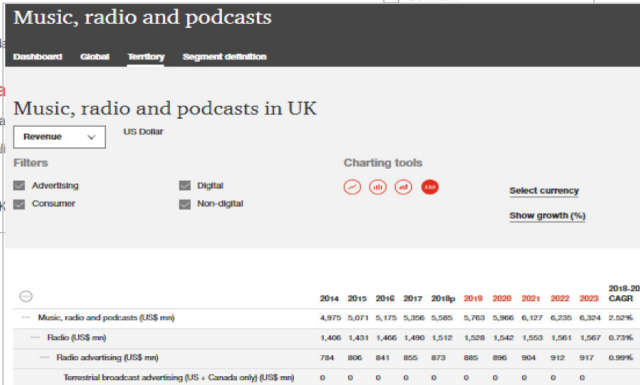 Music, radio and podcasts
Dashboard Global Territory Segment definition
Music, radio and podcasts in UK
Revenue US Dollar
Filters Charting tools
Advertising Digital
Consumer Non-digital
Select currency
Show growth (%)
2018-20
2014 2015 2016 2017 2018p 2019 2020 2021 2022 2023 CAGR
Music, radio and podcasts (US$ mn) 4,975 5,071 5,175 5,356 5,585 5,763 5,966 6,127 6,235 6,324 2.52%
Radio (US$ mn) 1,406 1,431 1,466 1,490 1,512 1,528 1,542 1,553 1,561 1,567 0.73%
Radio advertising (US$ mn) 784 806 841 855 873 885 896 904 912 917 0.99%
Terrestrial broadcast advertising (US + Canada only) (US$ mn) 0 0 0 0 0 0 0 0 0 0